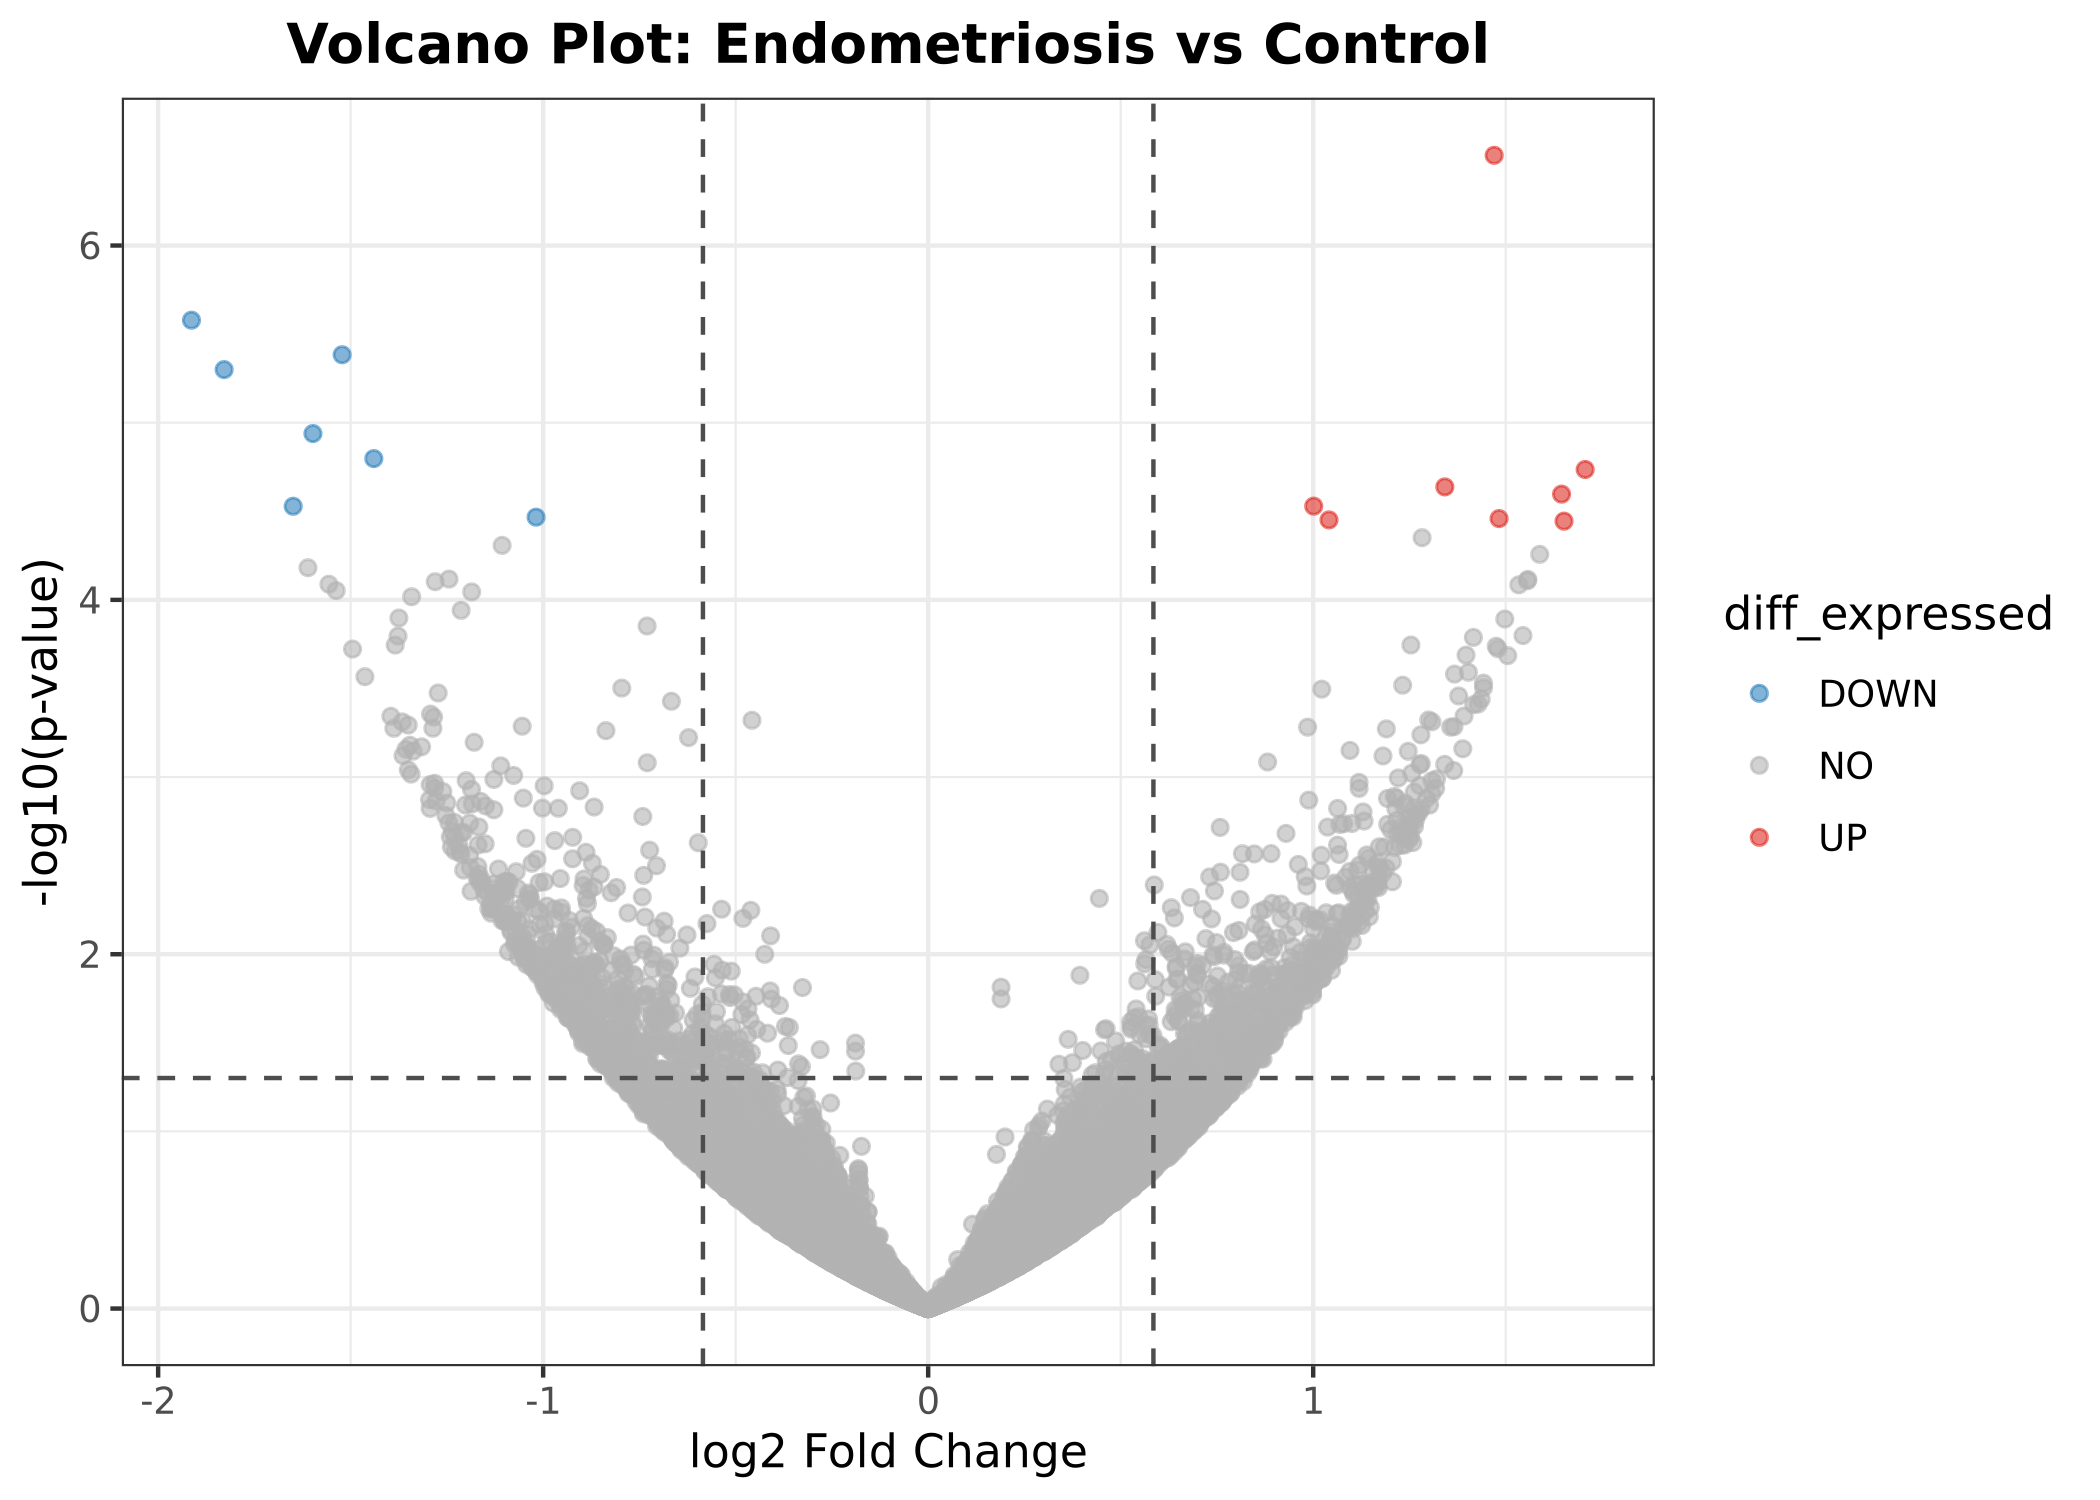 Volcano Plot: Endometriosis vs Control
-log10(p-value)
6
4
2
0
-2
-1
0
1
log2 Fold Change
diff_expressed
DOWN
NO
UP